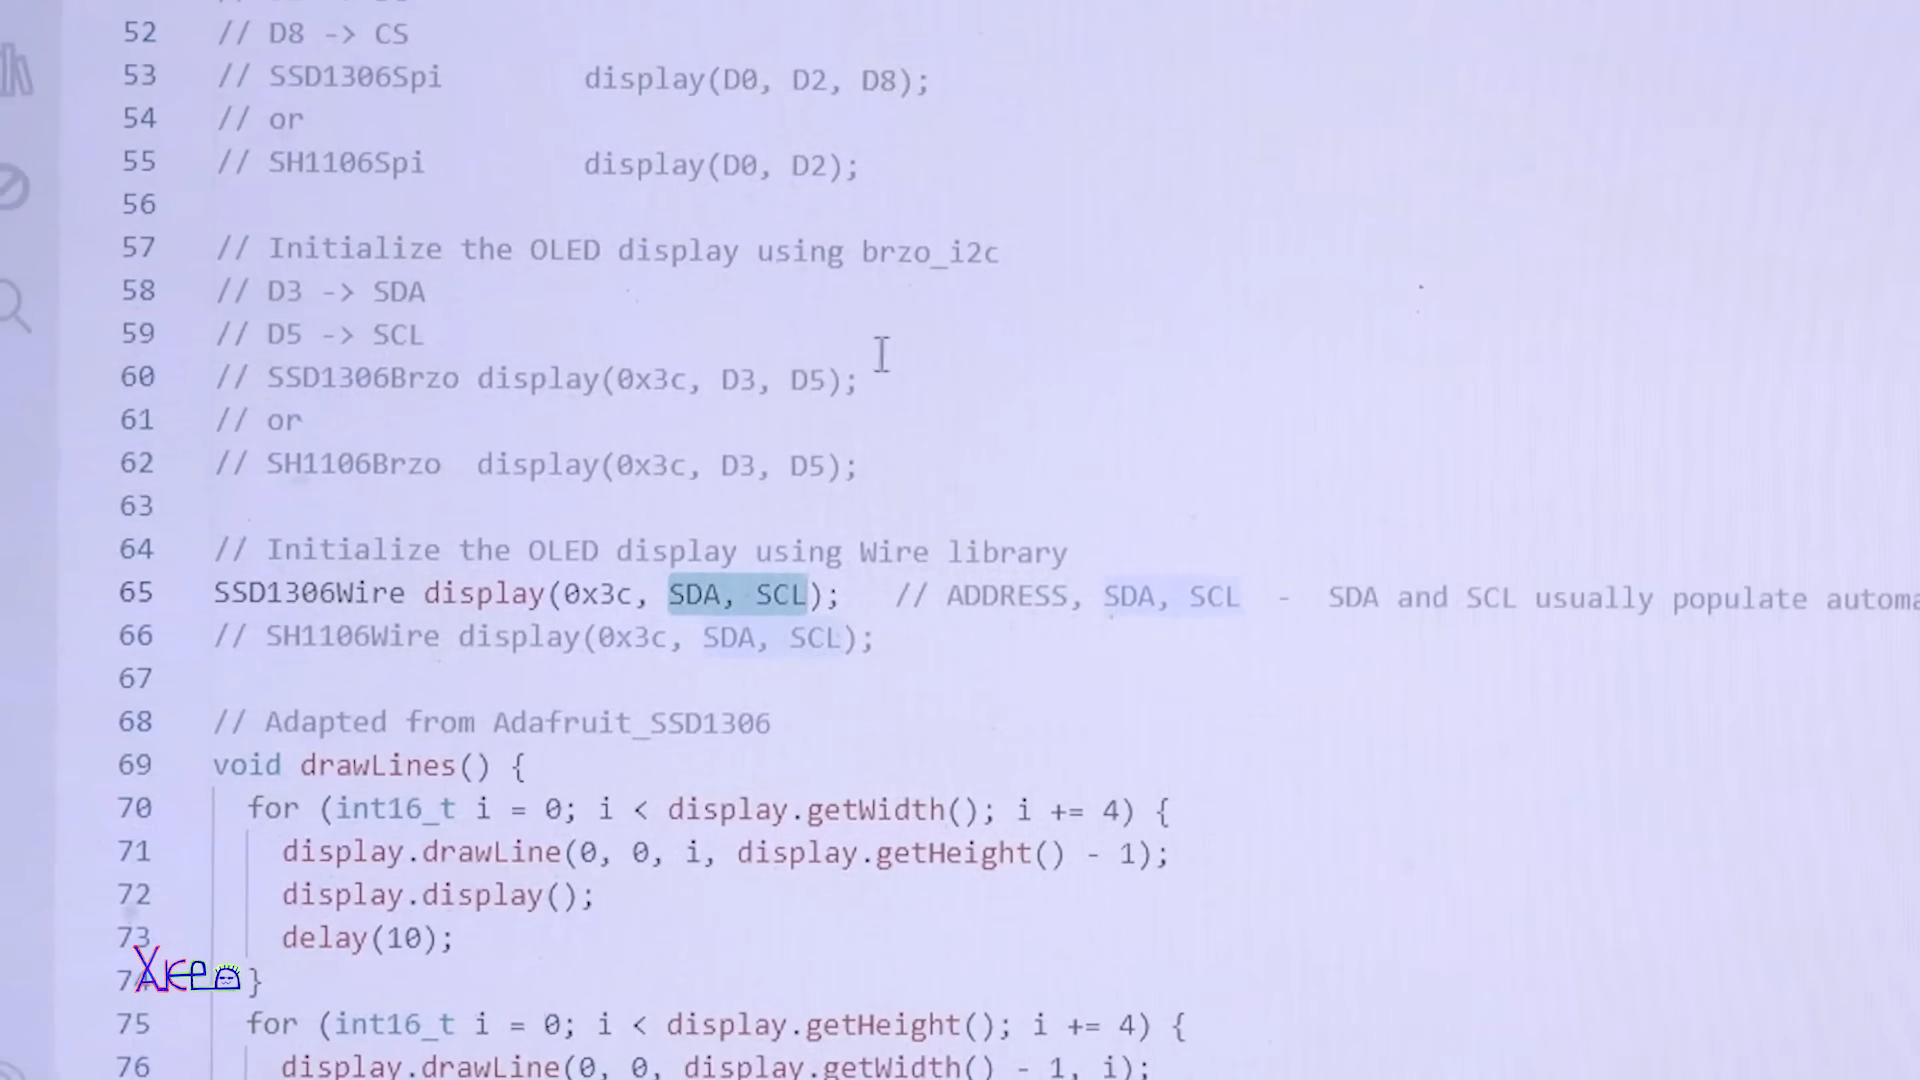 52 // D8 -> CS
53 // SSD1306Spi display(D0, D2, D8);
54 // or
55 // SH1106Spi display(D0, D2);
56
57 // Initialize the OLED display using brzo_i2c
58 // D3 -> SDA
59 // D5 -> SCL
60 // SSD1306Brzo display(0x3c, D3, D5);
61 // or
62 // SH1106Brzo display(0x3c, D3, D5);
63
64 // Initialize the OLED display using Wire library
65 SSD1306Wire display(0x3c, SDA, SCL); // ADDRESS, SDA, SCL - SDA and SCL usually populate automa
66 // SH1106Wire display(0x3c, SDA, SCL);
67
68 // Adapted from Adafruit_SSD1306
69 void drawLines() {
70 for (int16_t i = 0; i < display.getWidth(); i += 4) {
71 display.drawLine(0, 0, i, display.getHeight() - 1);
72 display.display();
73 delay(10);
74 }
75 for (int16_t i = 0; i < display.getHeight(); i += 4) {
76 display.drawLine(0, 0, display.getWidth() - 1, i);